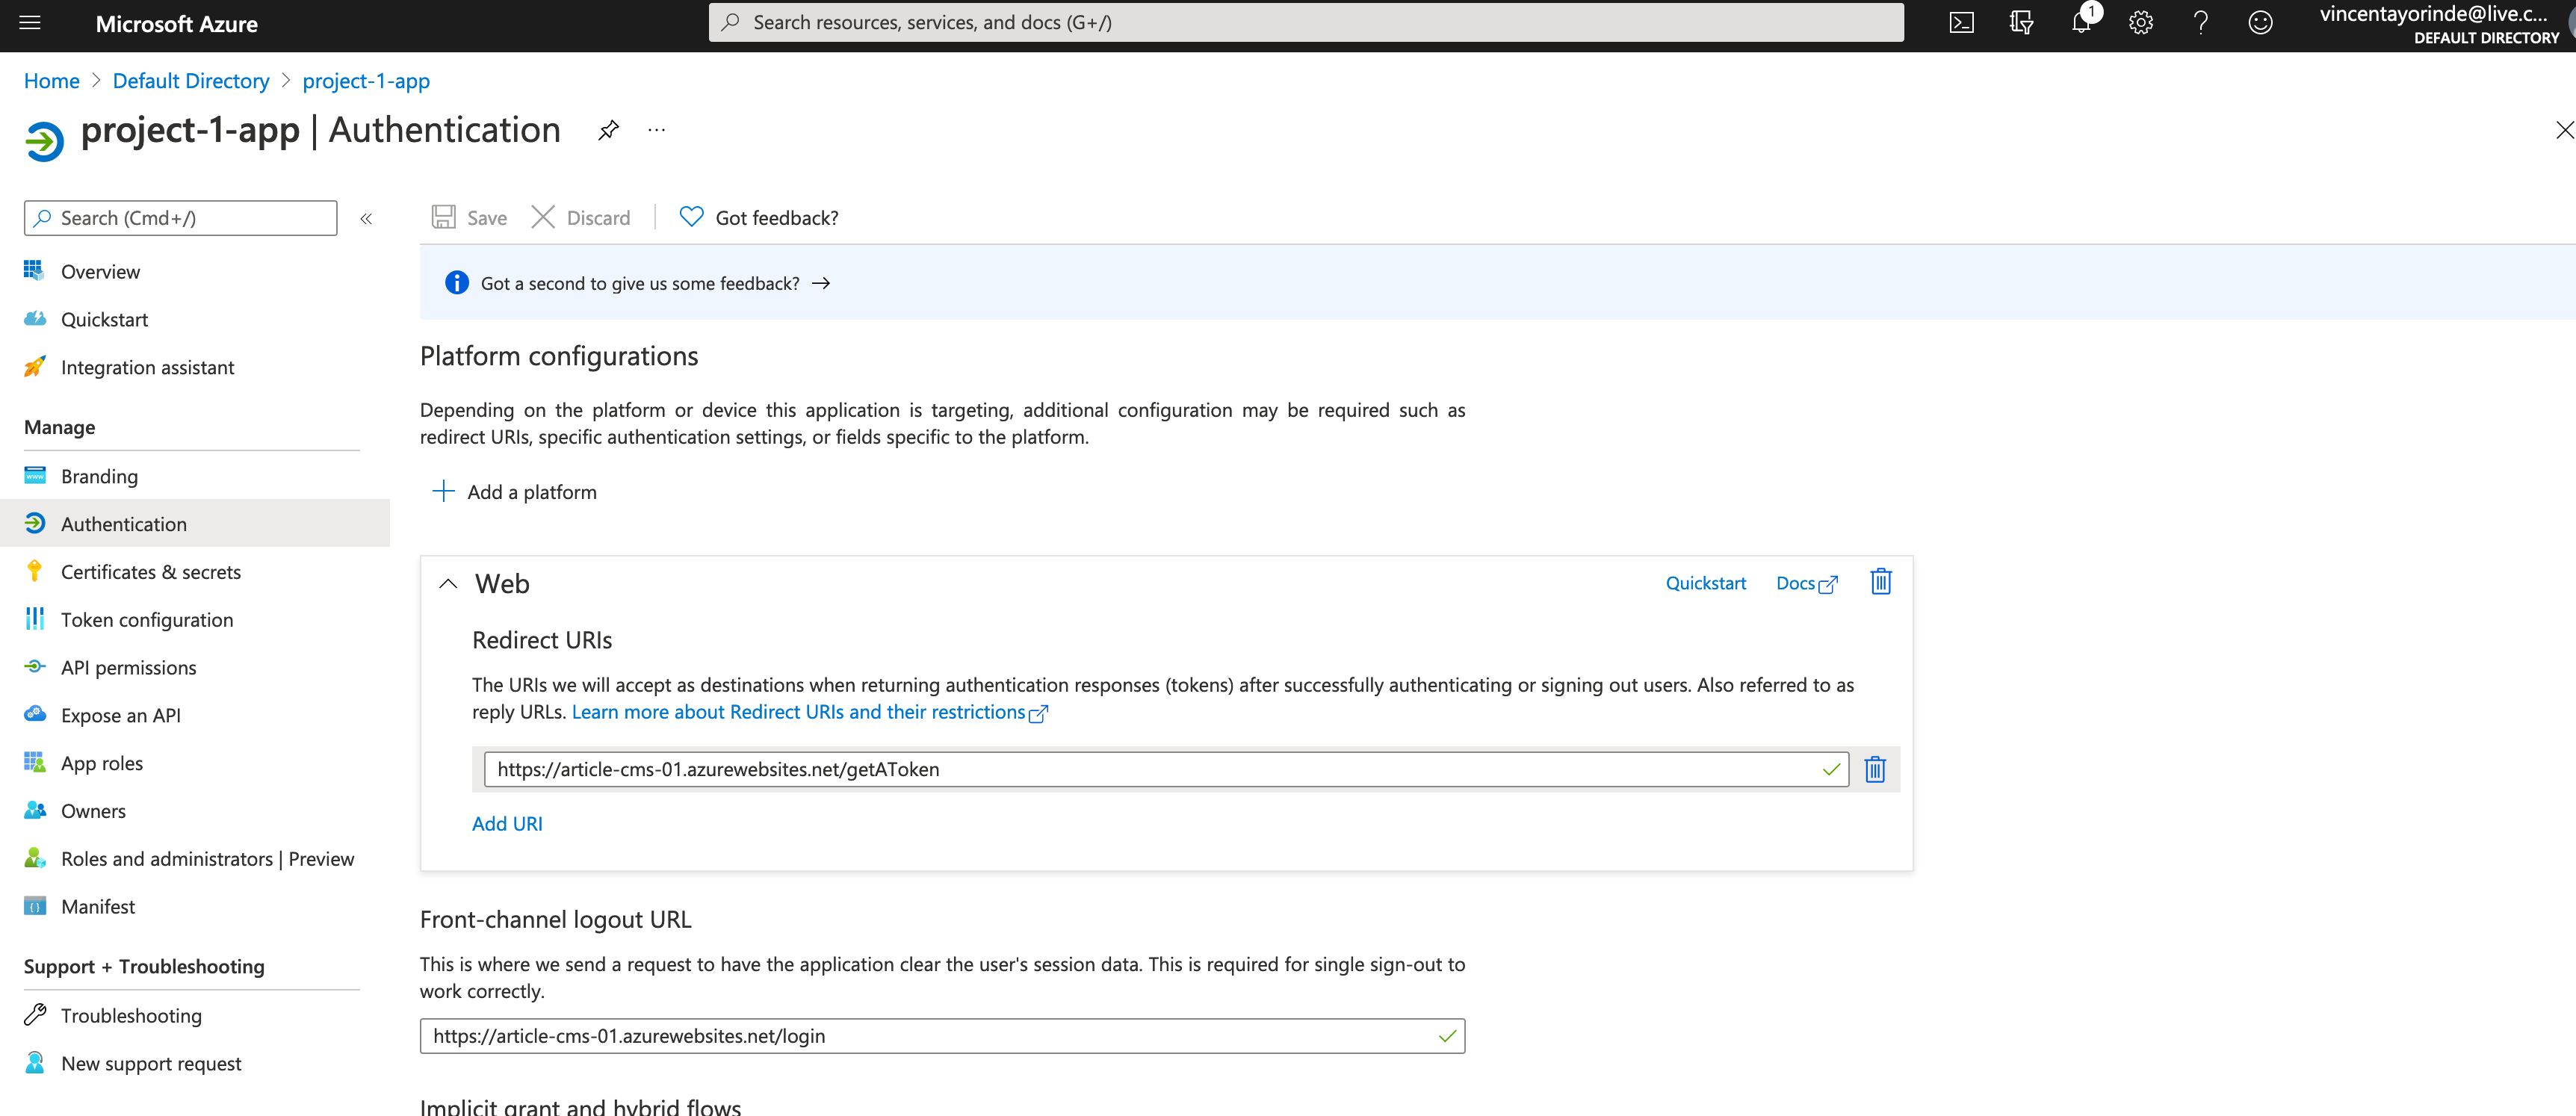 Microsoft Azure
Search resources, services, and docs (G+/)
1
vincentayorinde@live.c...
DEFAULT DIRECTORY
Home > Default Directory > project-1-app
project-1-app | Authentication
Search (Cmd+/)
«
Save
Discard
Got feedback?
Got a second to give us some feedback?
Overview
Quickstart
Integration assistant
Manage
Branding
Authentication
Certificates & secrets
Token configuration
API permissions
Expose an API
App roles
Owners
Roles and administrators | Preview
Manifest
Support + Troubleshooting
Troubleshooting
New support request
Platform configurations
Depending on the platform or device this application is targeting, additional configuration may be required such as
redirect URIs, specific authentication settings, or fields specific to the platform.
Add a platform
Web
Quickstart
Docs
Redirect URIs
The URIs we will accept as destinations when returning authentication responses (tokens) after successfully authenticating or signing out users. Also referred to as
reply URLs. Learn more about Redirect URIs and their restrictions
https://article-cms-01.azurewebsites.net/getAToken
Add URI
Front-channel logout URL
This is where we send a request to have the application clear the user's session data. This is required for single sign-out to
work correctly.
https://article-cms-01.azurewebsites.net/login
Implicit grant and hybrid flows